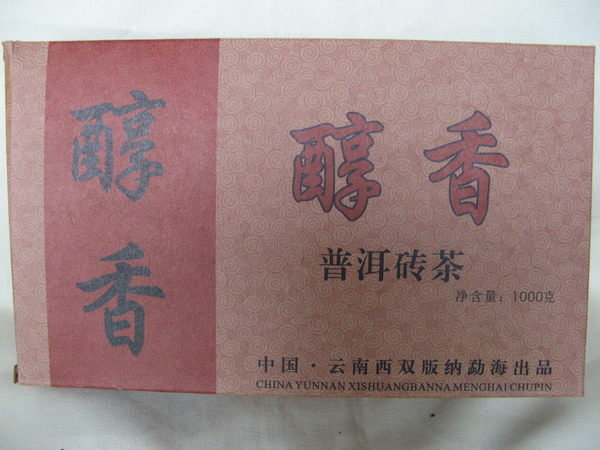 醇香
醇香
普洱砖茶
净含量：1000克
中国·云南西双版纳勐海出品
CHINA YUNNAN XISHUANGBANNA MENGHAI CHUPIN